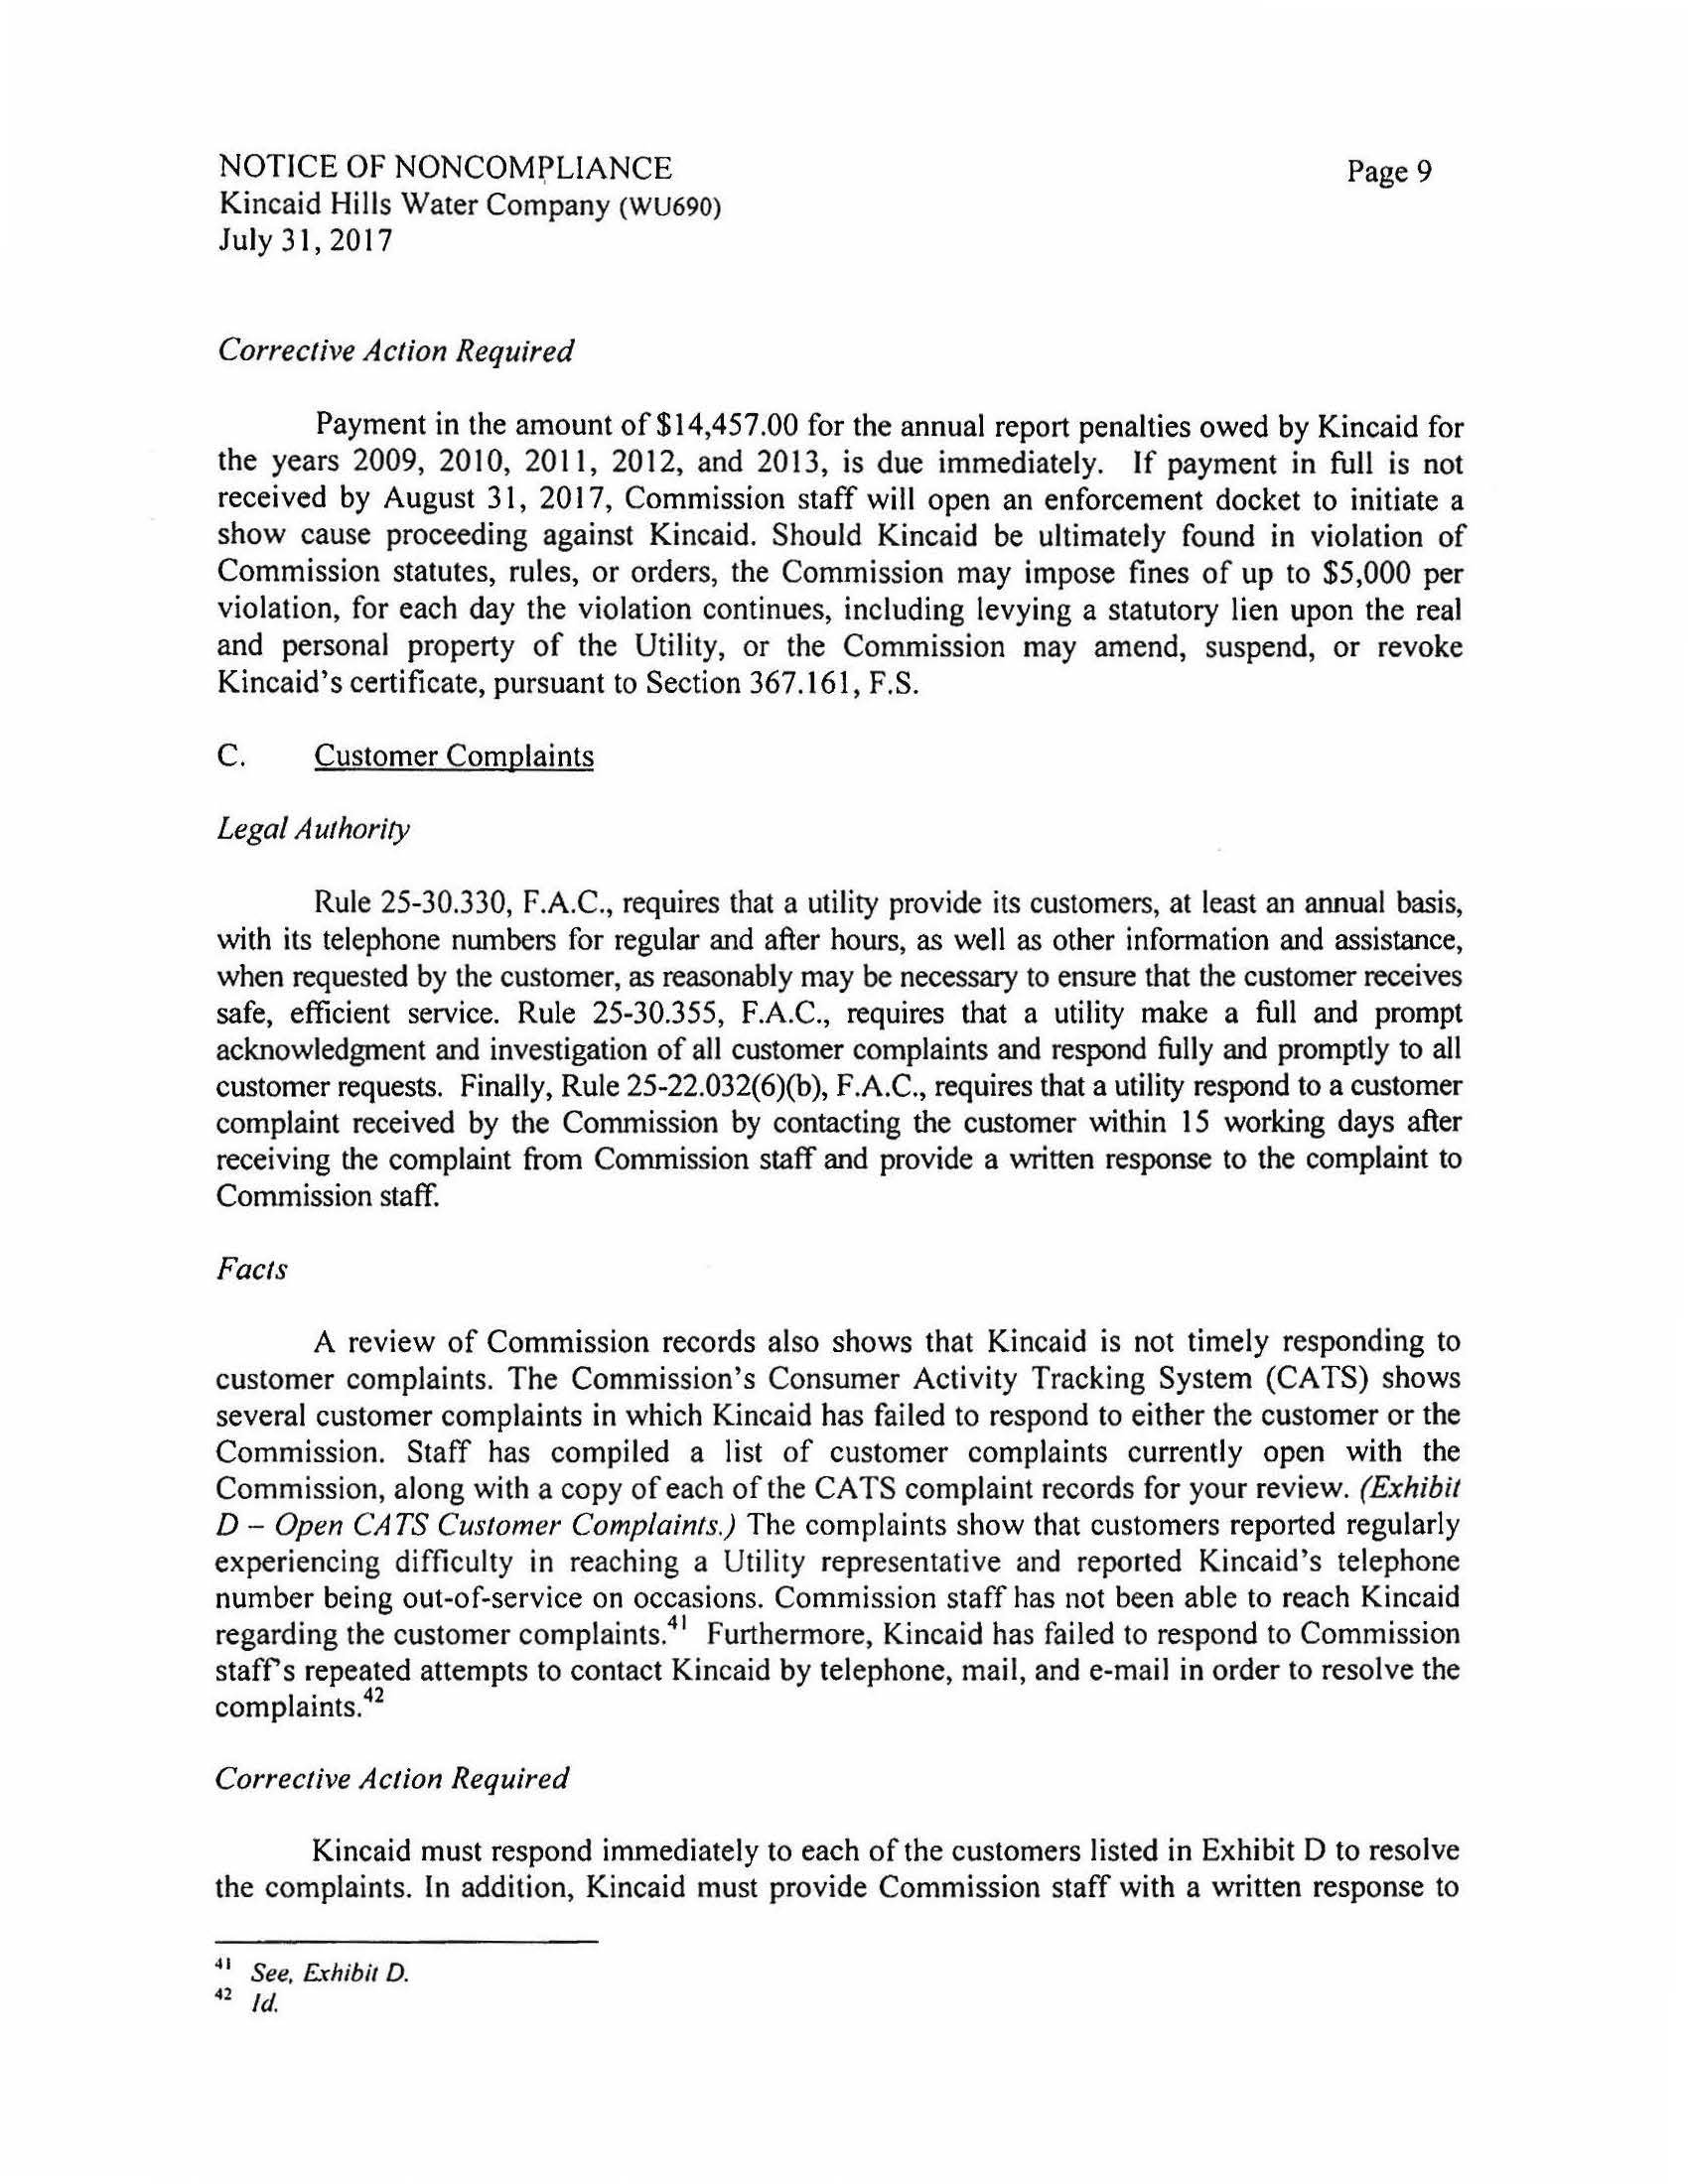 NOTICE OF NONCOMPLIANCE
Page 9
Kincaid Hills Water Company (WU690)
July 31, 2017
Corrective Action Required
Payment in the amount of $14,457.00 for the annual report penalties owed by Kincaid for
the years 2009, 2010, 2011, 2012, and 2013, is due immediately. If payment in full is not
received by August 31, 2017, Commission staff will open an enforcement docket to initiate a
show cause proceeding against Kincaid. Should Kincaid be ultimately found in violation of
Commission statutes, rules, or orders, the Commission may impose fines of up to $5,000 per
violation, for each day the violation continues, including levying a statutory lien upon the real
and personal property of the Utility, or the Commission may amend, suspend, or revoke
Kincaid's certificate, pursuant to Section 367.161, F.S.
C. Customer Complaints
Legal Authority
Rule 25-30.330, F.A.C., requires that a utility provide its customers, at least an annual basis,
with its telephone numbers for regular and after hours, as well as other information and assistance,
when requested by the customer, as reasonably may be necessary to ensure that the customer receives
safe, efficient service. Rule 25-30.355, F.A.C., requires that a utility make a full and prompt
acknowledgment and investigation of all customer complaints and respond fully and promptly to all
customer requests. Finally, Rule 25-22.032(6)(b), F.A.C., requires that a utility respond to a customer
complaint received by the Commission by contacting the customer within 15 working days after
receiving the complaint from Commission staff and provide a written response to the complaint to
Commission staff.
Facts
A review of Commission records also shows that Kincaid is not timely responding to
customer complaints. The Commission's Consumer Activity Tracking System (CATS) shows
several customer complaints in which Kincaid has failed to respond to either the customer or the
Commission. Staff has compiled a list of customer complaints currently open with the
Commission, along with a copy of each of the CATS complaint records for your review. (Exhibit
D – Open CATS Customer Complaints.) The complaints show that customers reported regularly
experiencing difficulty in reaching a Utility representative and reported Kincaid's telephone
number being out-of-service on occasions. Commission staff has not been able to reach Kincaid
regarding the customer complaints.41 Furthermore, Kincaid has failed to respond to Commission
staff's repeated attempts to contact Kincaid by telephone, mail, and e-mail in order to resolve the
complaints.42
Corrective Action Required
Kincaid must respond immediately to each of the customers listed in Exhibit D to resolve
the complaints. In addition, Kincaid must provide Commission staff with a written response to
41 See, Exhibit D.
42 Id.